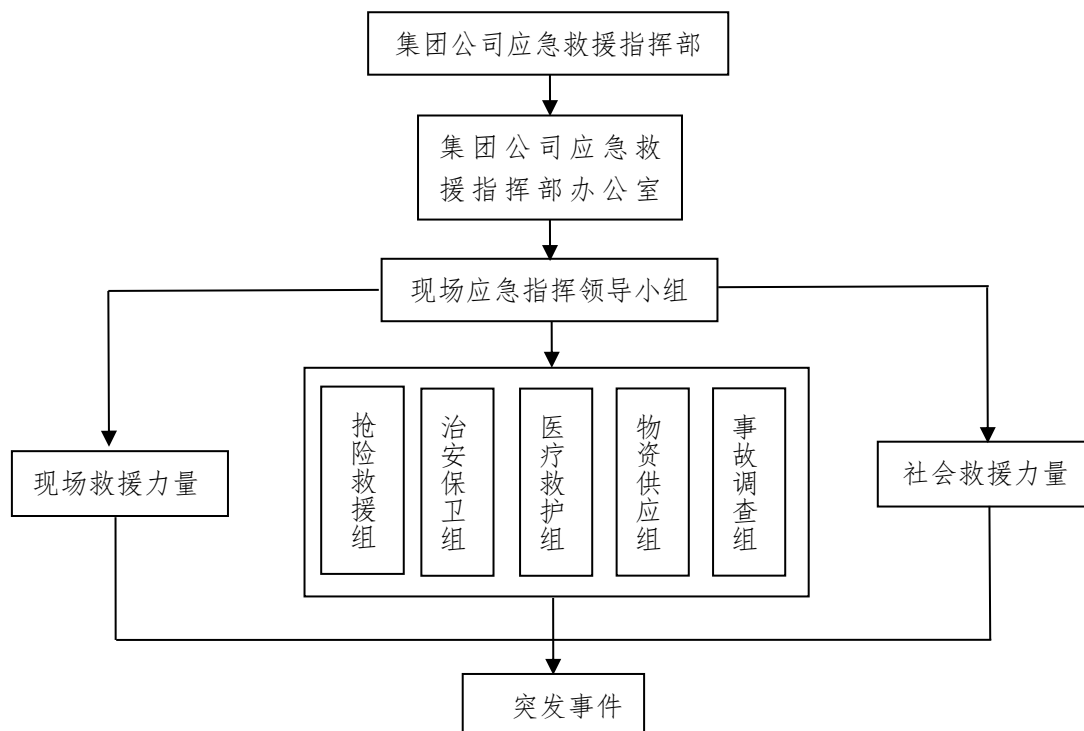 集团公司应急救援指挥部
集团公司应急救
援指挥部办公室
现场应急指挥领导小组
现场救援力量
抢险救援组
治安保卫组
医疗救护组
物资供应组
事故调查组
社会救援力量
突发事件